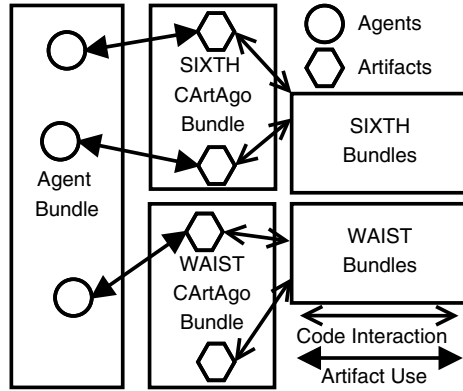 Agents
Artifacts
SIXTH
CArtAgo
Bundle
SIXTH
Bundles
Agent
Bundle
WAIST
CArtAgo
Bundle
WAIST
Bundles
Code Interaction
Artifact Use